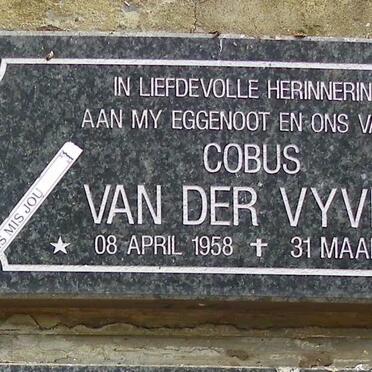 IN LIEFDEVOLLE HERINNERIN
AAN MY EGGENOOT EN ONS VA
COBUS
VAN DER VYV
08 APRIL 1958 31 MAA
MIS JOU